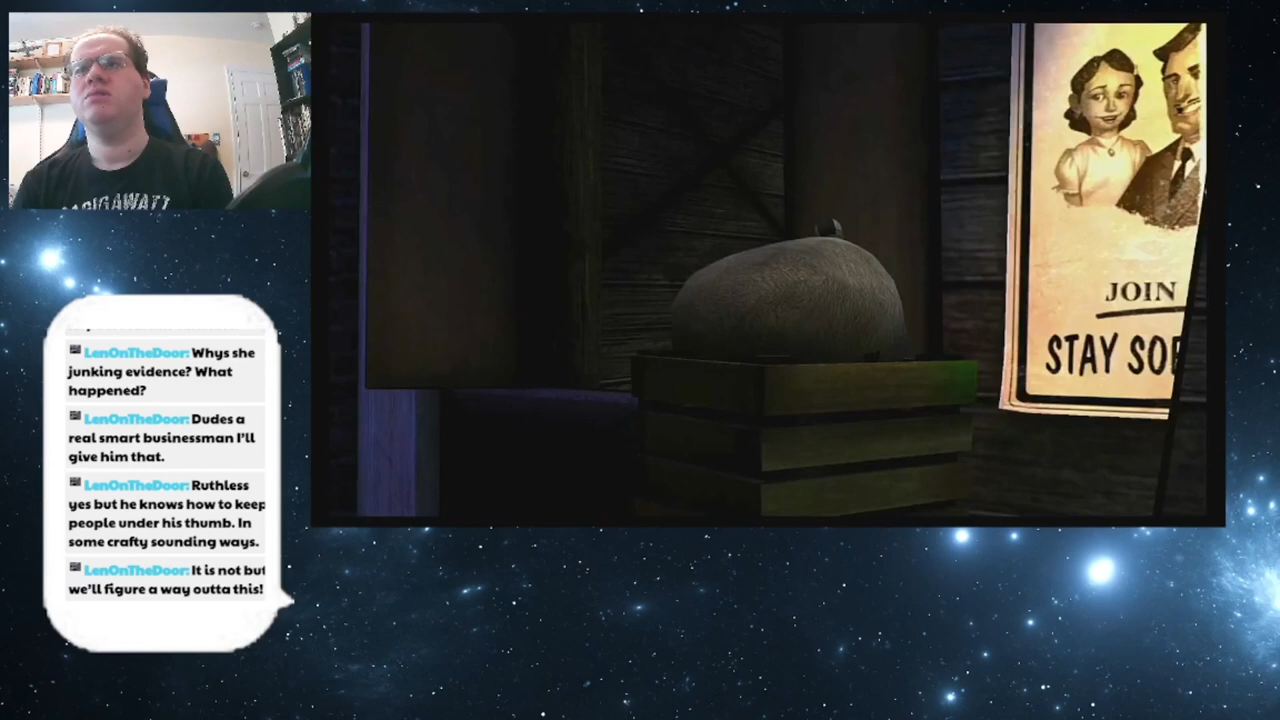 LenOnTheDoor: Whys she
junking evidence? What
happened?
LenOnTheDoor: Dudes a
real smart businessman I'll
give him that.
LenOnTheDoor: Ruthless
yes but he knows how to keep
people under his thumb. In
some crafty sounding ways.
LenOnTheDoor: It is not but
we'll figure a way outta this!
JOIN
STAY